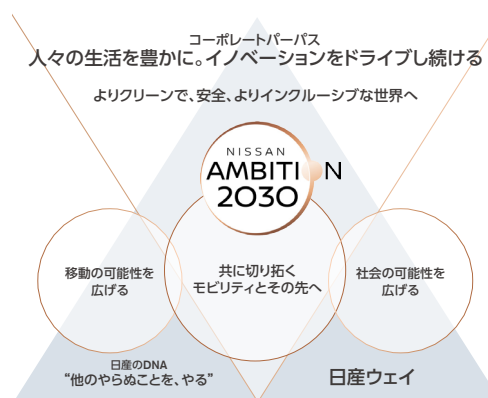 コーポレートパーパス
人々の生活を豊かに。イノベーションをドライブし続ける
よりクリーンで、安全、よりインクルーシブな世界へ
NISSAN
AMBITION
2030
移動の可能性を
広げる
共に切り拓く
モビリティとその先へ
社会の可能性を
広げる
日産のDNA
“他のやらぬことを、やる”
日産ウェイ